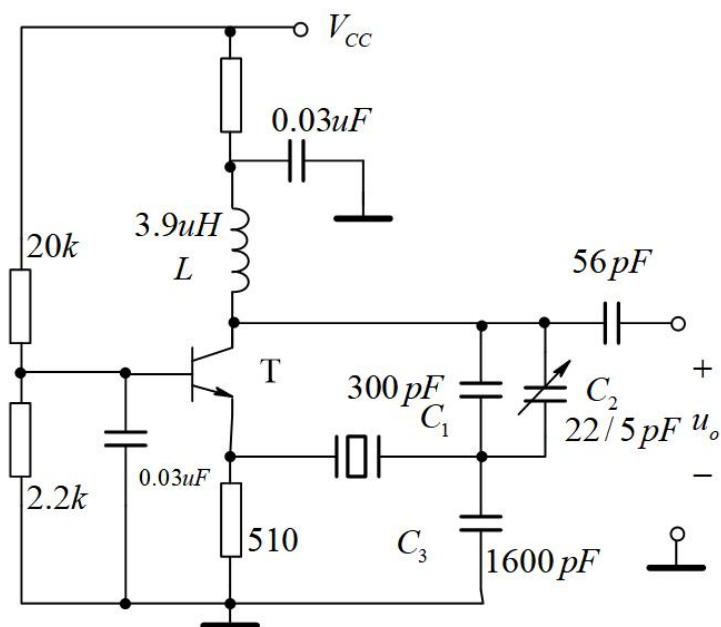 V_CC
0.03uF
3.9uH
L
20k
56pF
T
300pF
C_1
C_2
22/5pF
+
u_o
−
0.03uF
2.2k
510
C_3
1600pF